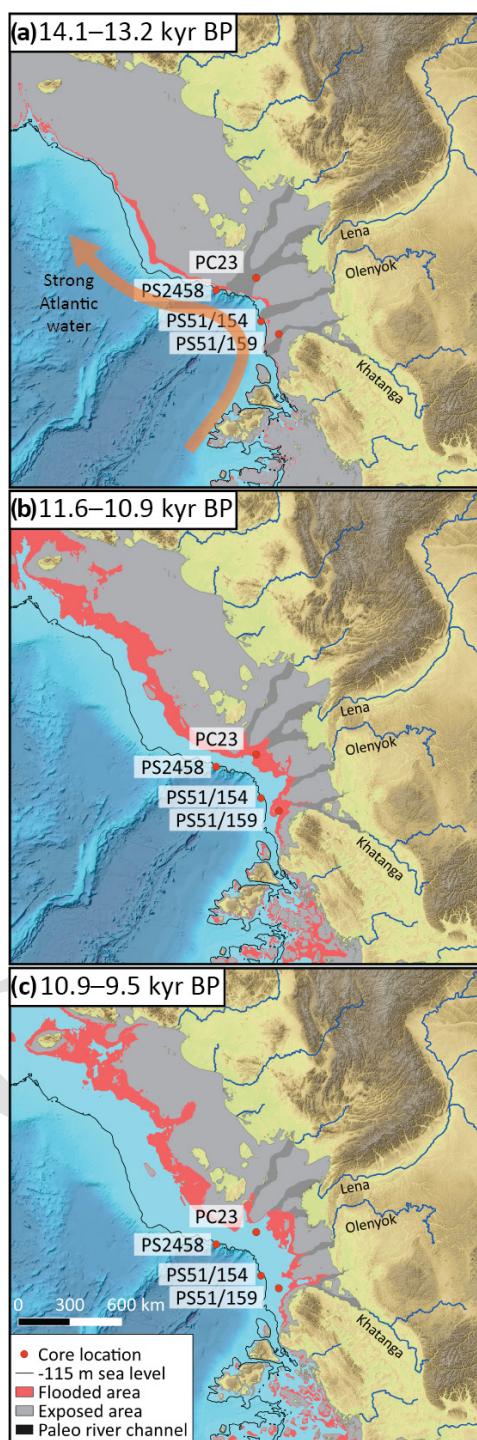 (a) 14.1–13.2 kyr BP
Lena
Olenyok
PC23
PS2458
Strong
Atlantic
water
PS51/154
PS51/159
Khatanga
(b) 11.6–10.9 kyr BP
Lena
PC23
Olenyok
PS2458
PS51/154
PS51/159
Khatanga
(c) 10.9–9.5 kyr BP
Lena
PC23
Olenyok
PS2458
PS51/154
PS51/159
Khatanga
0 300 600 km
Core location
-115 m sea level
Flooded area
Exposed area
Paleo river channel